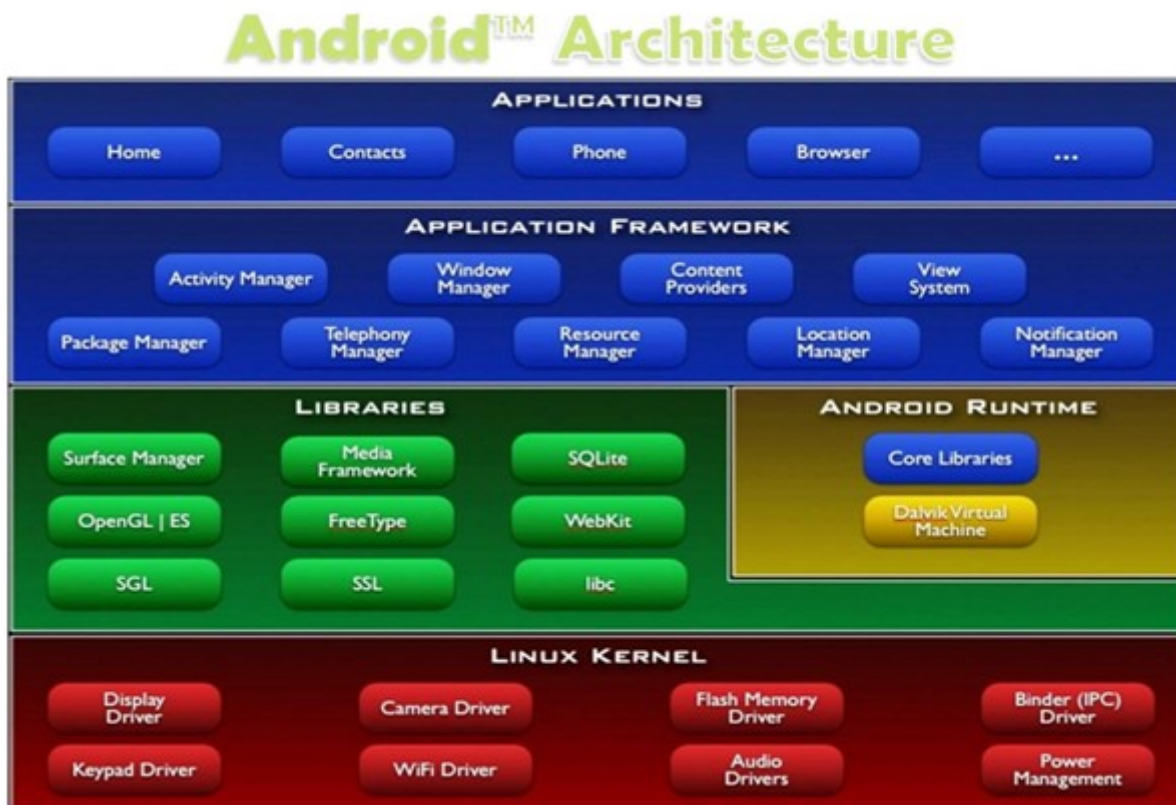 Android™ Architecture
APPLICATIONS
Home
Contacts
Phone
Browser
...
APPLICATION FRAMEWORK
Activity Manager
Window
Manager
Content
Providers
View
System
Package Manager
Telephony
Manager
Resource
Manager
Location
Manager
Notification
Manager
LIBRARIES
Surface Manager
Media
Framework
SQLite
OpenGL | ES
FreeType
WebKit
SGL
SSL
libc
ANDROID RUNTIME
Core Libraries
Dalvik Virtual
Machine
LINUX KERNEL
Display
Driver
Camera Driver
Flash Memory
Driver
Binder (IPC)
Driver
Keypad Driver
WiFi Driver
Audio
Drivers
Power
Management